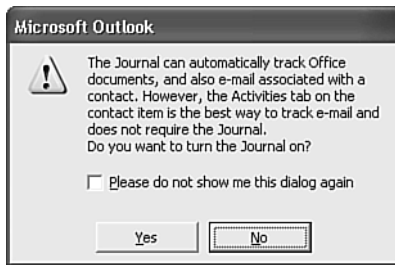 Microsoft Outlook
The Journal can automatically track Office
documents, and also e-mail associated with a
contact. However, the Activities tab on the
contact item is the best way to track e-mail and
does not require the Journal.
Do you want to turn the Journal on?
Please do not show me this dialog again
Yes
No